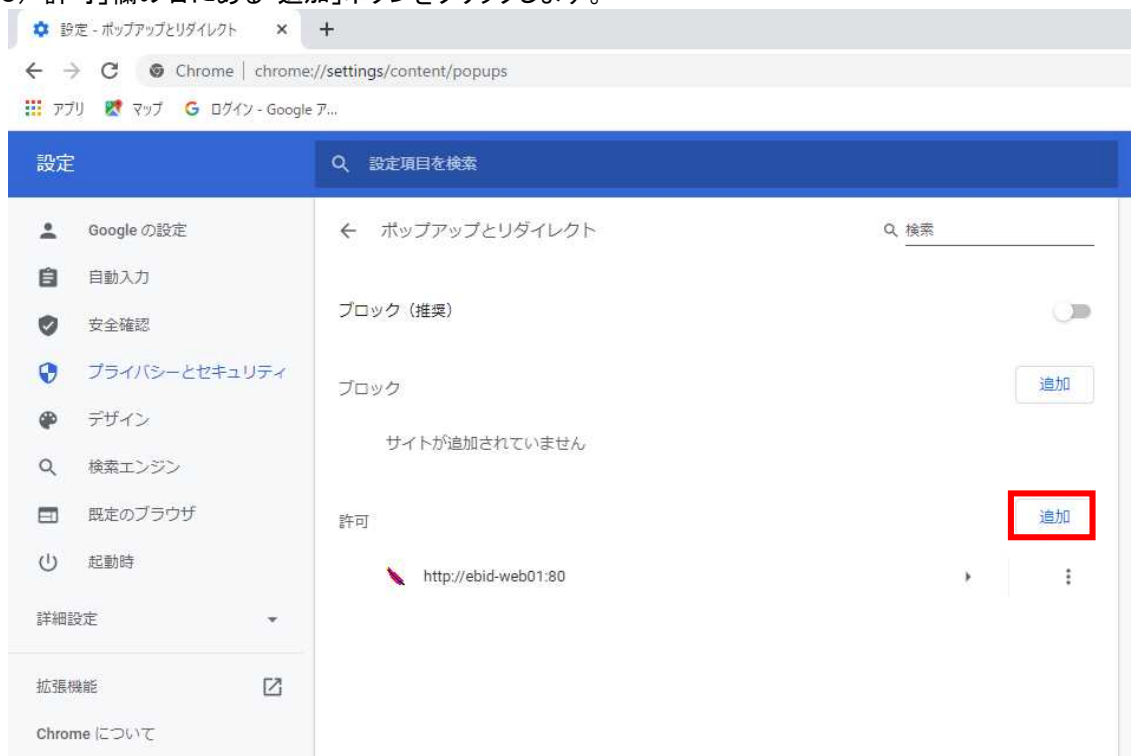 許可」欄の右にある「追加」ボタンをクリックします。
設定 - ポップアップとリダイレクト × +
Chrome | chrome://settings/content/popups
アプリ マップ ログイン - Google ア...
設定
設定項目を検索
Google の設定
自動入力
安全確認
プライバシーとセキュリティ
デザイン
検索エンジン
既定のブラウザ
起動時
詳細設定
拡張機能
Chrome について
ポップアップとリダイレクト
検索
ブロック（推奨）
ブロック
追加
サイトが追加されていません
許可
追加
http://ebid-web01:80